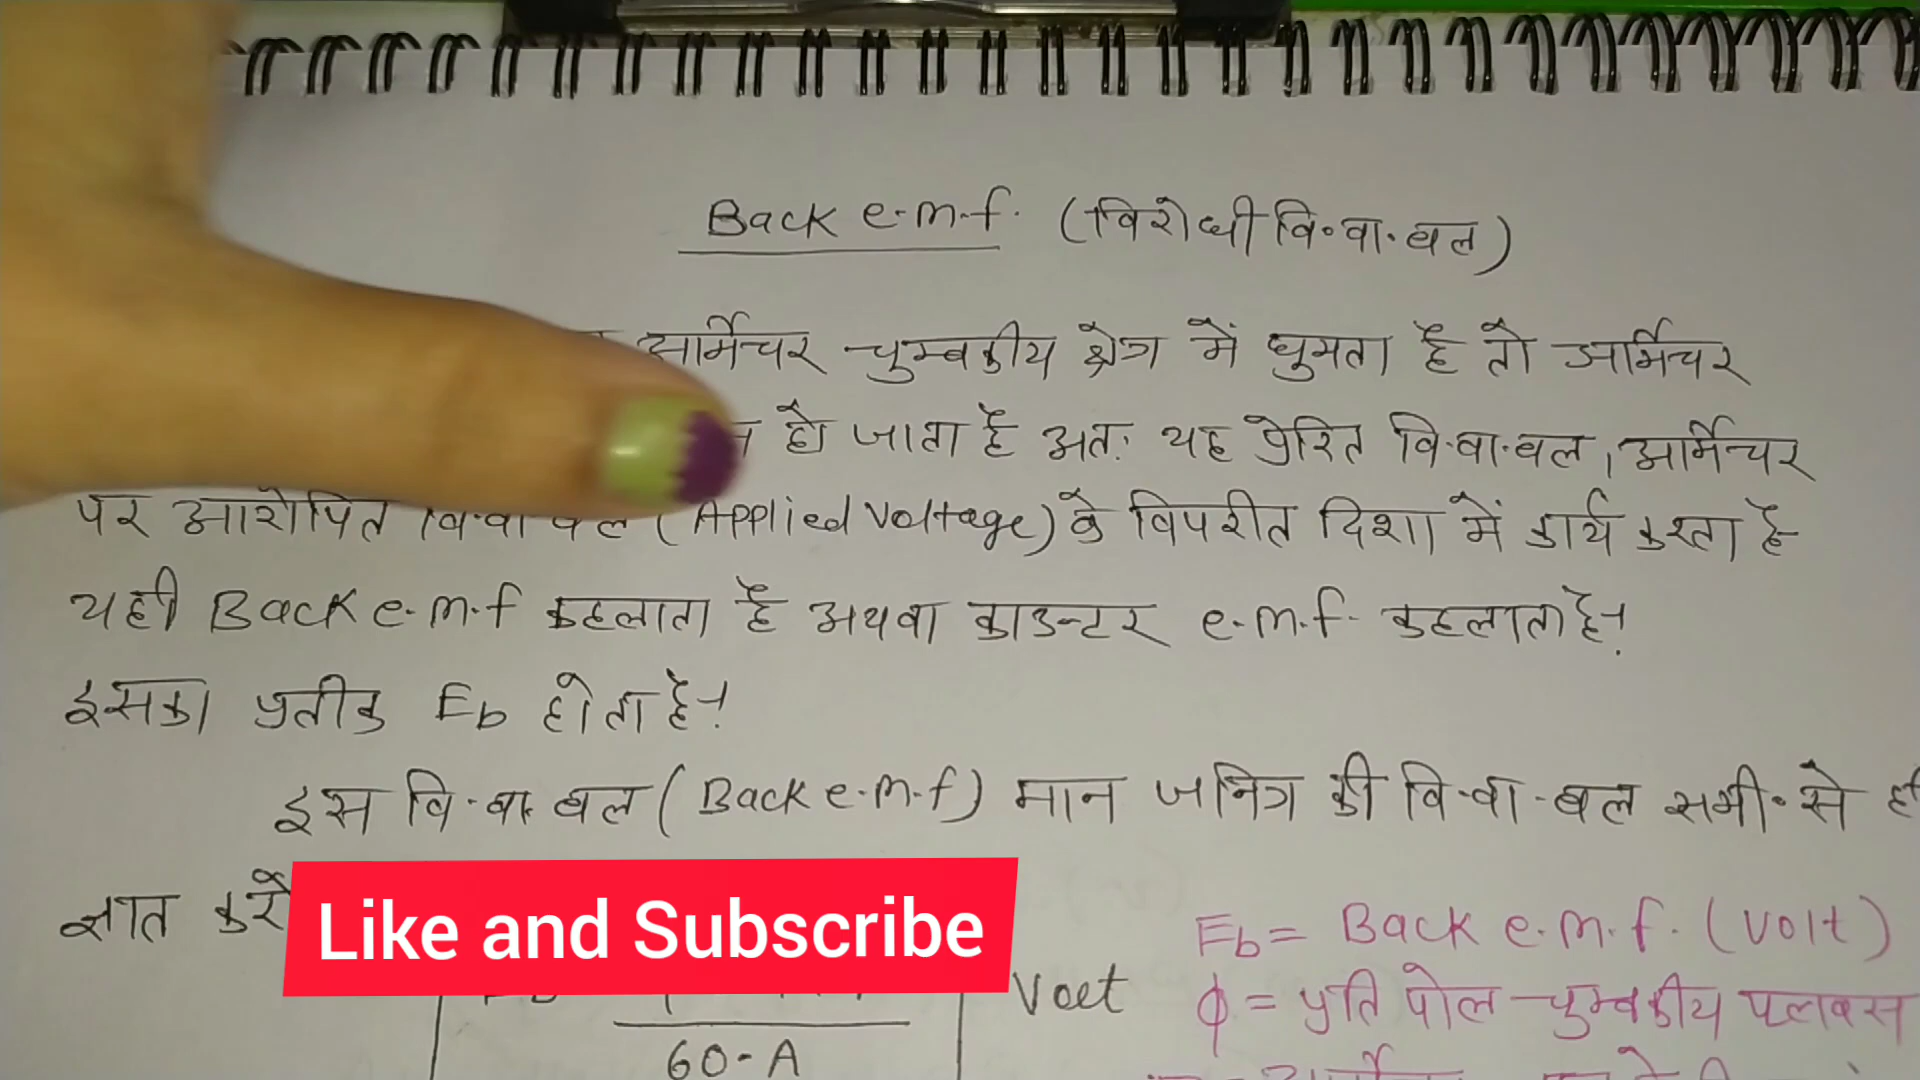 Back e.m.f. (विरोधी वि.वा.बल)
आर्मेचर चुम्बकीय क्षेत्र में घुमता है तो आर्मेचर
हो जाता है अतः यह प्रेरित वि.वा.बल, आर्मेचर
पर आरोपित वि.वा बल (Applied Voltage) के विपरीत दिशा में कार्य करता है
यही Back e.m.f कहलाता है अथवा काउन्टर e.m.f. कहलाता है।
इसका प्रतीक Eb होता है।
इस वि.वा. बल (Back e.m.f) मान जनित्र की वि.वा.बल समी. से
ज्ञात करें
Like and Subscribe
60.A
Volt
Eb = Back e.m.f. (Volt)
ϕ = प्रति पोल चुम्बकीय फ्लक्स